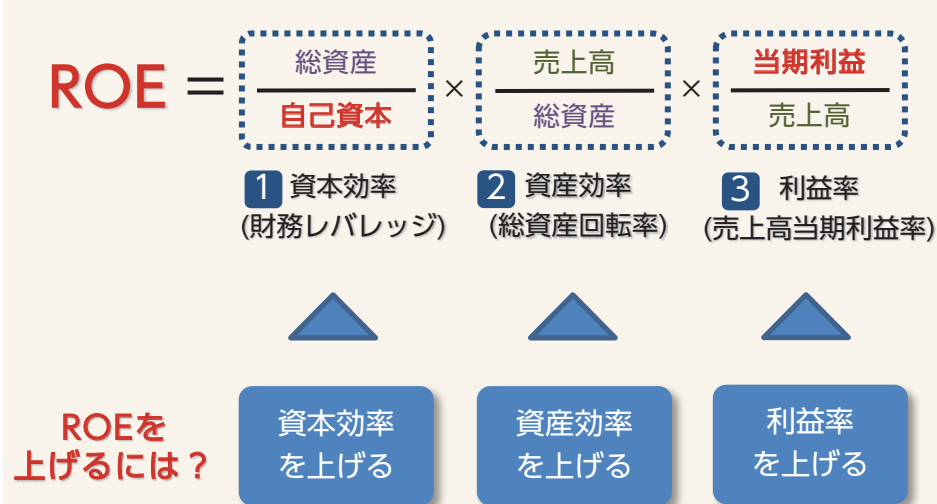 ROE = 総資産 × 売上高 × 当期利益
自己資本 総資産 売上高
1 資本効率 2 資産効率 3 利益率
(財務レバレッジ) (総資産回転率) (売上高当期利益率)
ROEを 資本効率 資産効率 利益率
上げるには？ を上げる を上げる を上げる